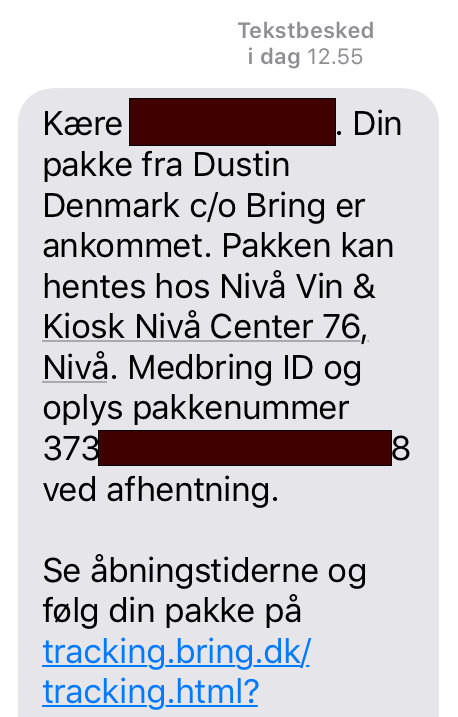 Tekstbesked
i dag 12.55
Kære . Din
pakke fra Dustin
Denmark c/o Bring er
ankommet. Pakken kan
hentes hos Nivå Vin &
Kiosk Nivå Center 76,
Nivå. Medbring ID og
oplys pakkenummer
373 8
ved afhentning.
Se åbningstiderne og
følg din pakke på
tracking.bring.dk/
tracking.html?